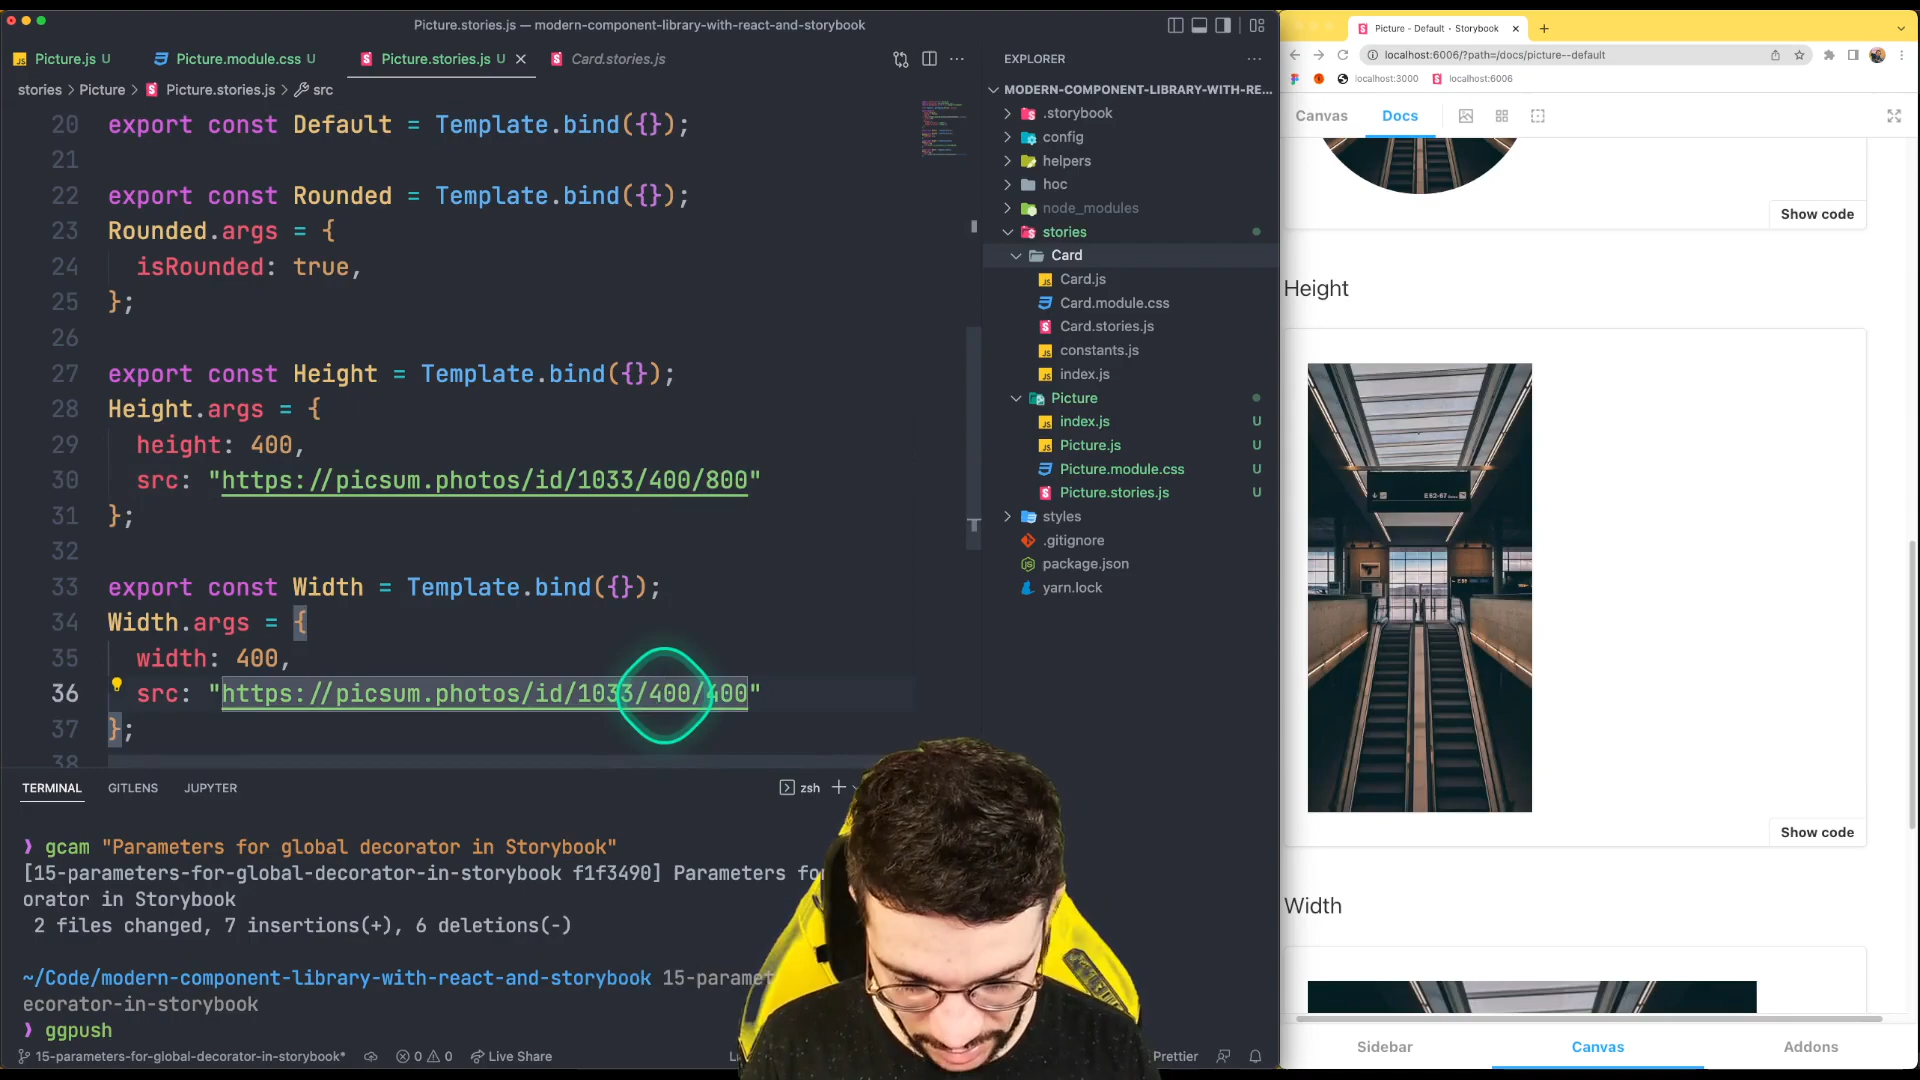 Picture.stories.js — modern-component-library-with-react-and-storybook
Picture.js U
Picture.module.css U
Picture.stories.js U
Card.stories.js
stories > Picture > Picture.stories.js > src
20 export const Default = Template.bind({});
21
22 export const Rounded = Template.bind({});
23 Rounded.args = {
24 isRounded: true,
25 };
26
27 export const Height = Template.bind({});
28 Height.args = {
29 height: 400,
30 src: "https://picsum.photos/id/1033/400/800"
31 };
32
33 export const Width = Template.bind({});
34 Width.args = {
35 width: 400,
36 src: "https://picsum.photos/id/1033/400/400"
37 };
38
TERMINAL GITLENS JUPYTER
zsh
❯ gcam "Parameters for global decorator in Storybook"
[15-parameters-for-global-decorator-in-storybook f1f3490] Parameters
orator in Storybook
2 files changed, 7 insertions(+), 6 deletions(-)
~/Code/modern-component-library-with-react-and-storybook 15-paramet
ecorator-in-storybook
❯ ggpush
15-parameters-for-global-decorator-in-storybook*
0 0
Live Share
Prettier
EXPLORER
MODERN-COMPONENT-LIBRARY-WITH-RE...
.storybook
config
helpers
hoc
node_modules
stories
Card
Card.js
Card.module.css
Card.stories.js
constants.js
index.js
Picture
index.js U
Picture.js U
Picture.module.css U
Picture.stories.js U
styles
.gitignore
package.json
yarn.lock
Picture - Default · Storybook
localhost:6006/?path=/docs/picture--default
localhost:3000
localhost:6006
Canvas Docs
Show code
Height
Show code
Width
Sidebar Canvas Addons